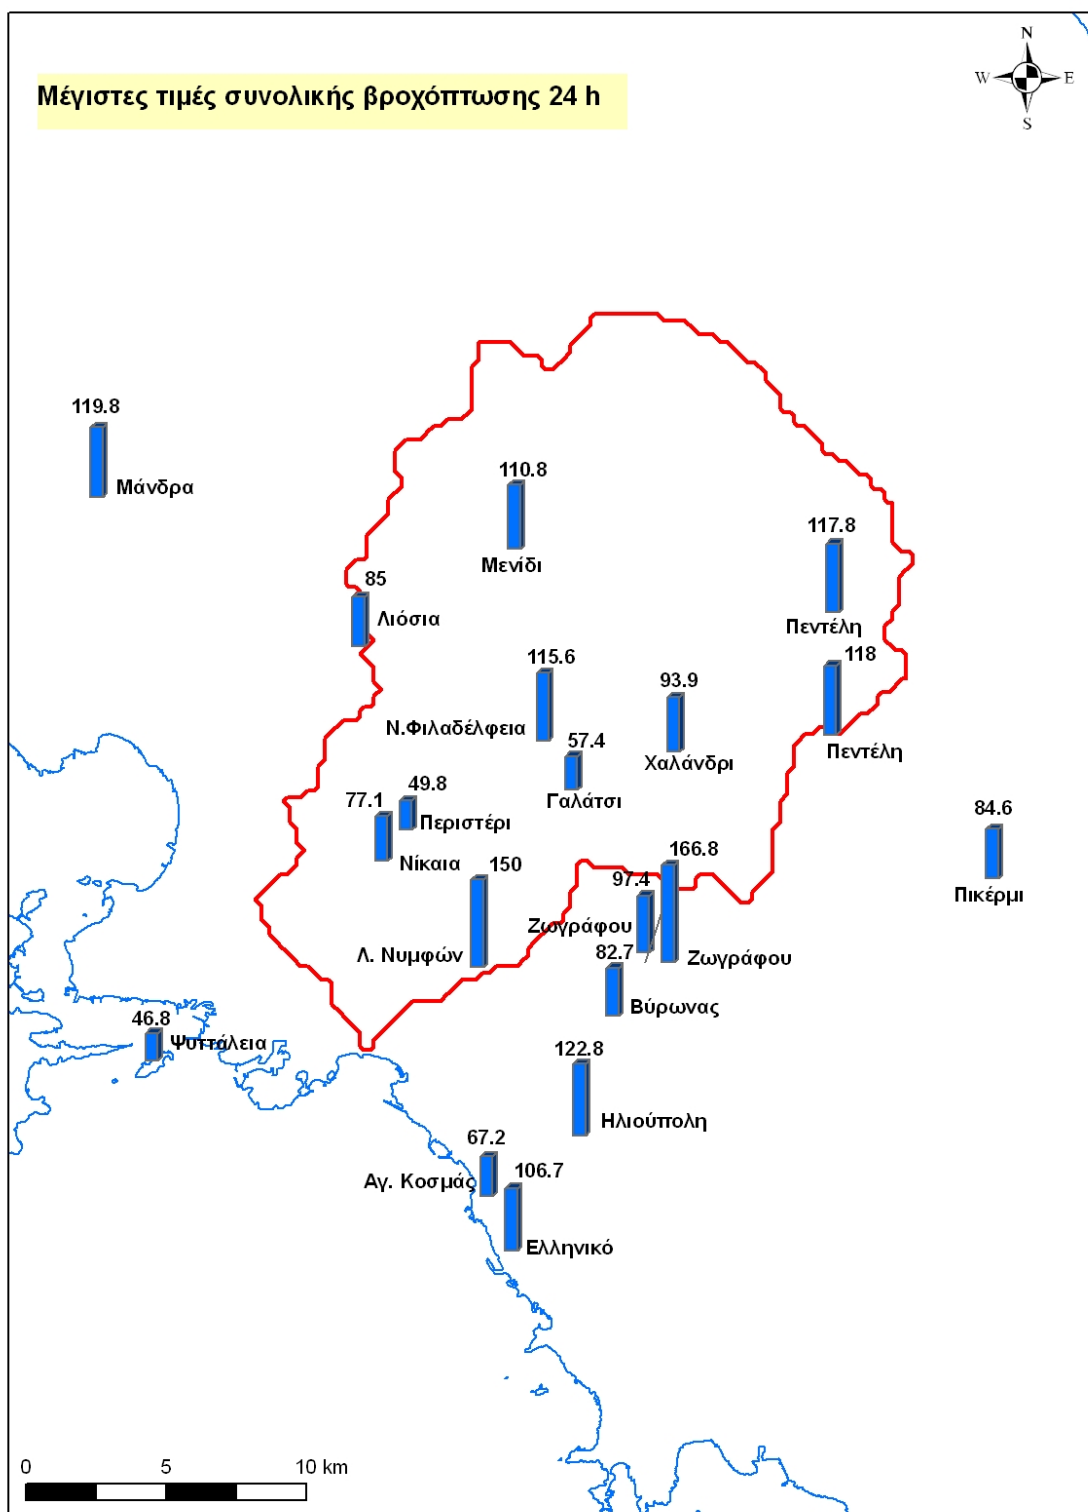 N
W E
S
Μέγιστες τιμές συνολικής βροχόπτωσης 24 h
119.8
Μάνδρα
110.8
Μενίδι
117.8
Πεντέλη
85
Λιόσια
118
Πεντέλη
115.6
Ν.Φιλαδέλφεια
93.9
Χαλάνδρι
57.4
Γαλάτσι
49.8
Περιστέρι
77.1
Νίκαια
84.6
Πικέρμι
150
Λ. Νυμφών
166.8
Ζωγράφου
97.4
Ζωγράφου
82.7
Βύρωνας
46.8
Ψυττάλεια
122.8
Ηλιούπολη
67.2
Αγ. Κοσμάς
106.7
Ελληνικό
0 5 10 km